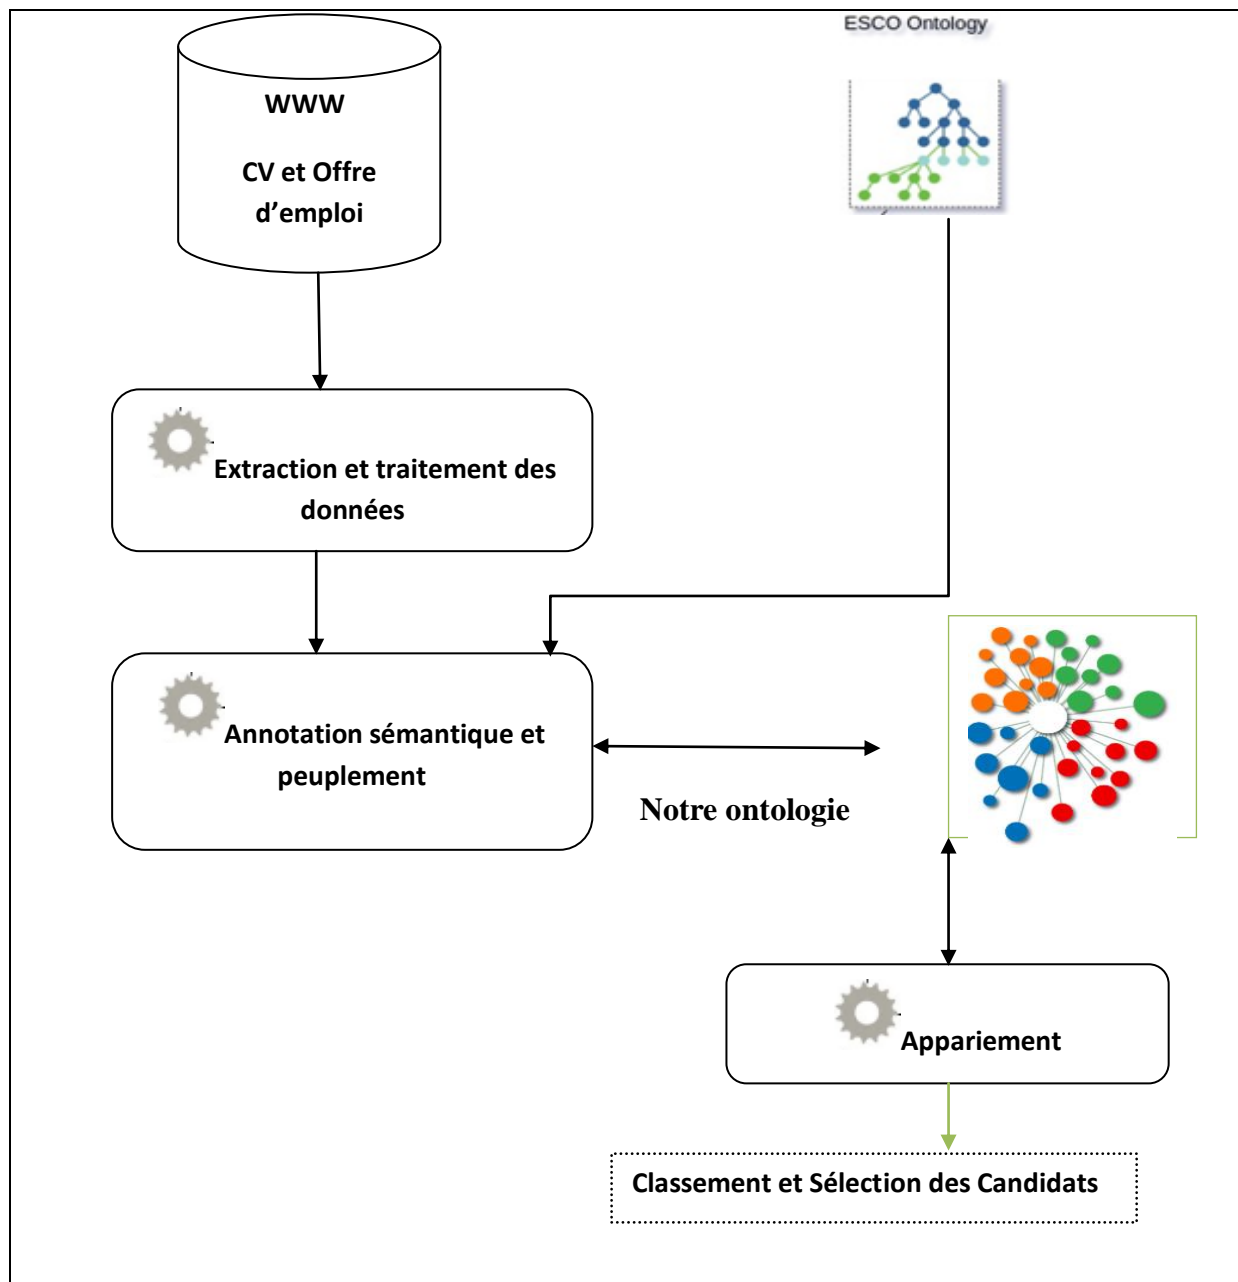 ESCO Ontology
WWW
CV et Offre
d’emploi
Extraction et traitement des
données
Annotation sémantique et
peuplement
Notre ontologie
Appariement
Classement et Sélection des Candidats